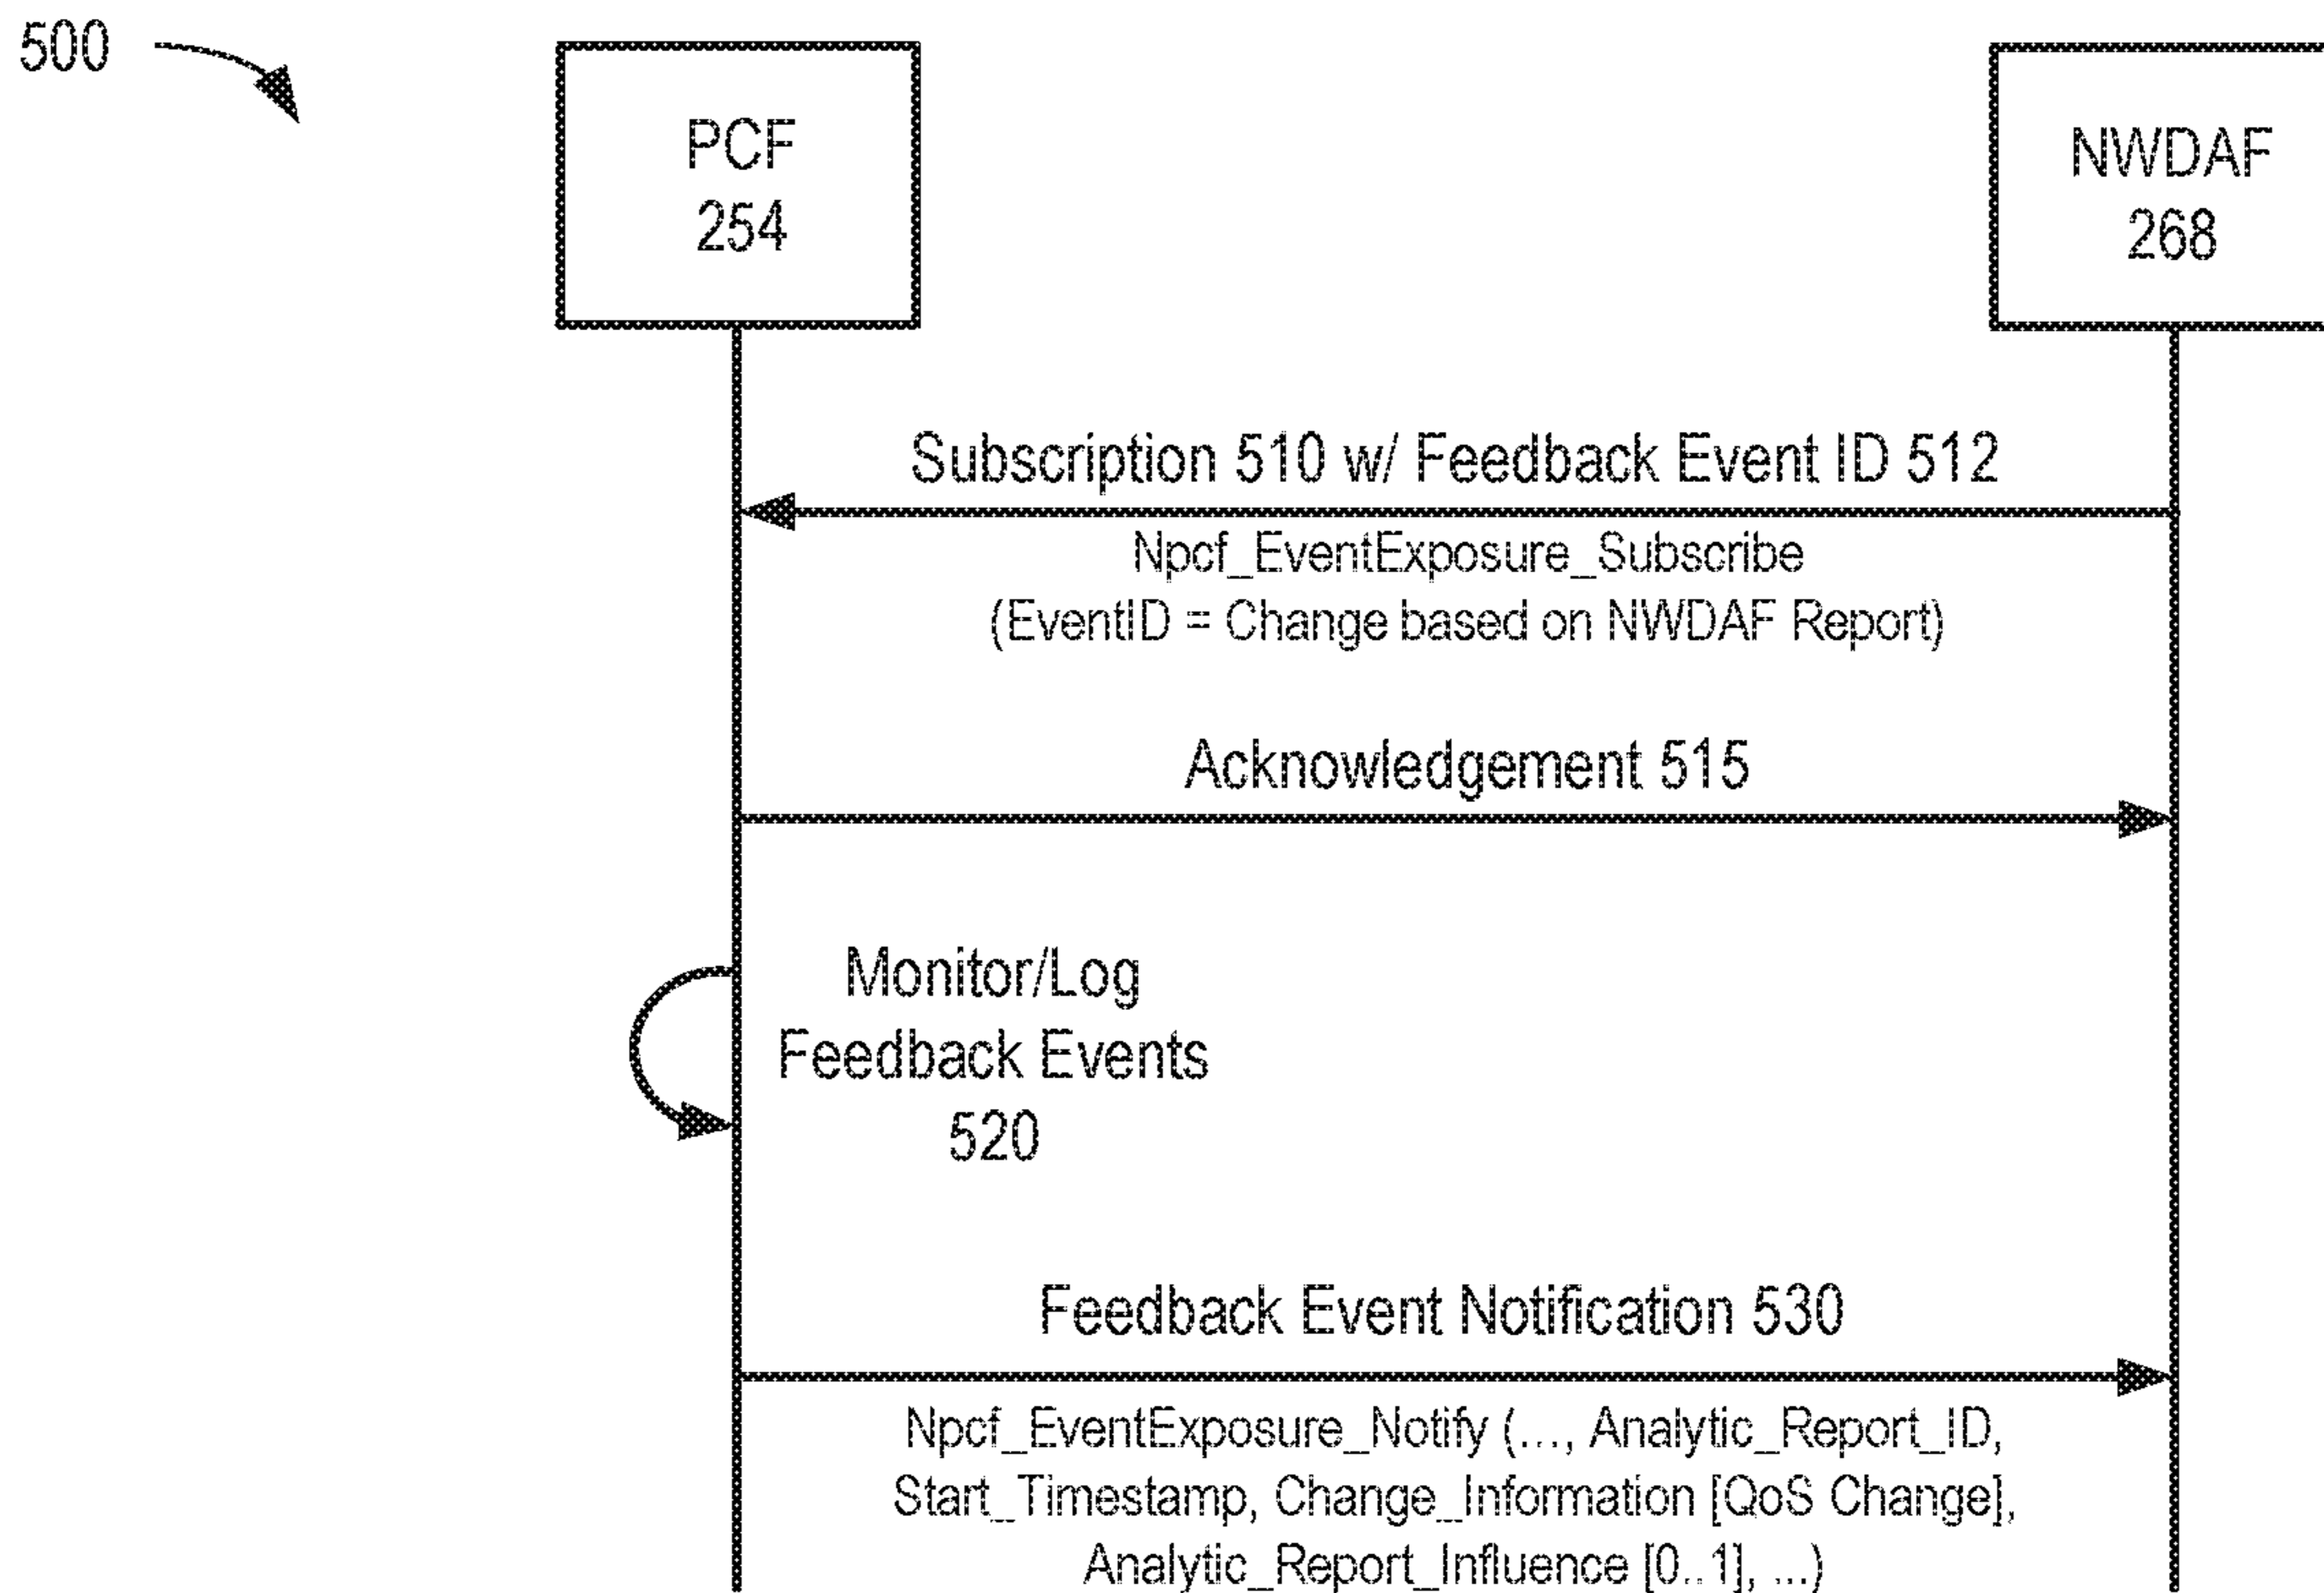 500
PCF
254
NWDAF
268
Subscription 510 w/ Feedback Event ID 512
Npcf_EventExposure_Subscribe
(EventID = Change based on NWDAF Report)
Acknowledgement 515
Monitor/Log
Feedback Events
520
Feedback Event Notification 530
Npcf_EventExposure_Notify (..., Analytic_Report_ID,
Start_Timestamp, Change_Information [QoS Change],
Analytic_Report_Influence [0..1], ...)